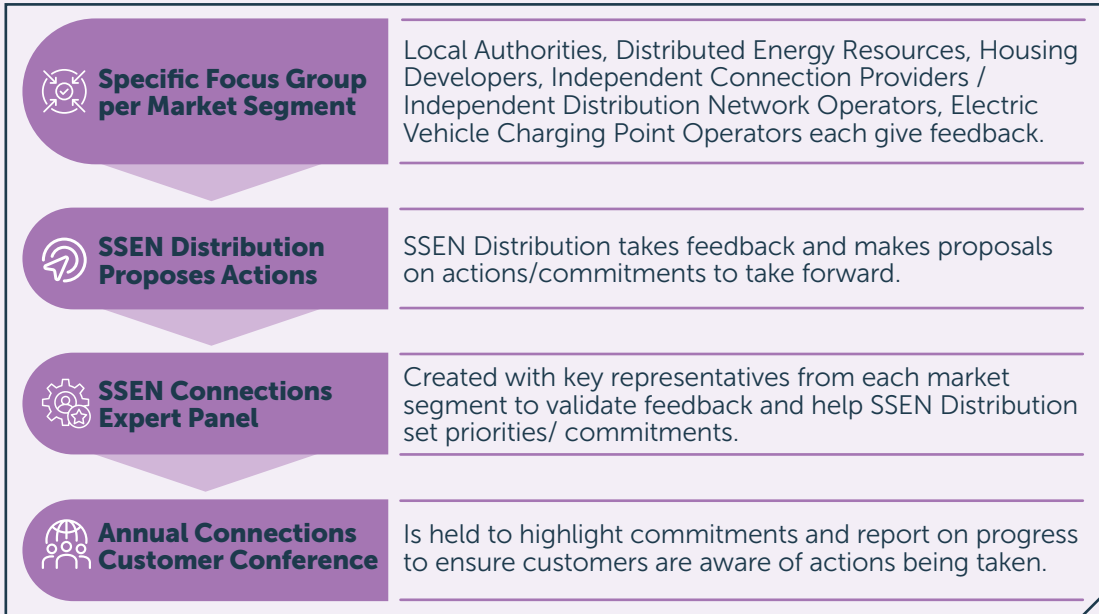 Specific Focus Group
per Market Segment
Local Authorities, Distributed Energy Resources, Housing
Developers, Independent Connection Providers /
Independent Distribution Network Operators, Electric
Vehicle Charging Point Operators each give feedback.
SSEN Distribution
Proposes Actions
SSEN Distribution takes feedback and makes proposals
on actions/commitments to take forward.
SSEN Connections
Expert Panel
Created with key representatives from each market
segment to validate feedback and help SSEN Distribution
set priorities/ commitments.
Annual Connections
Customer Conference
Is held to highlight commitments and report on progress
to ensure customers are aware of actions being taken.